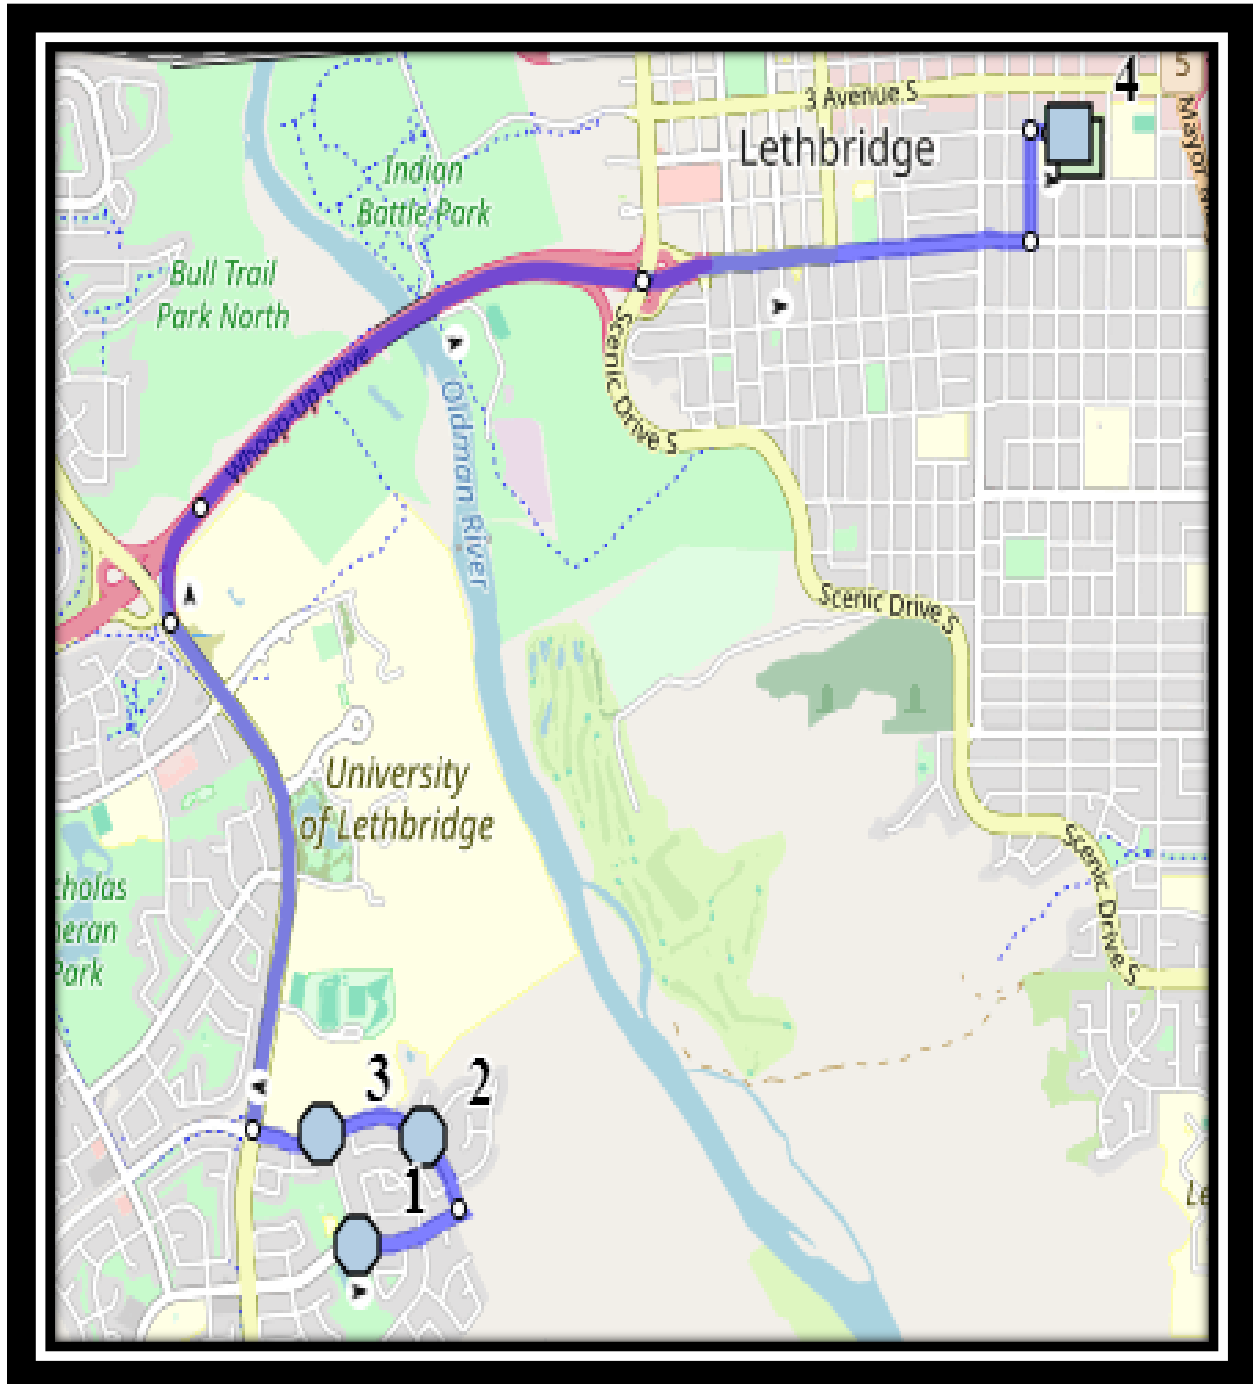 4
5
3 Avenue S
Mayor M
Lethbridge
Indian
Battle Park
Bull Trail
Park North
Whoop-Up Drive
Scenic Drive S
Oldman River
Scenic Drive S
University
of Lethbridge
cholas
heran
Park
Scenic Drive S
3
2
1
Le